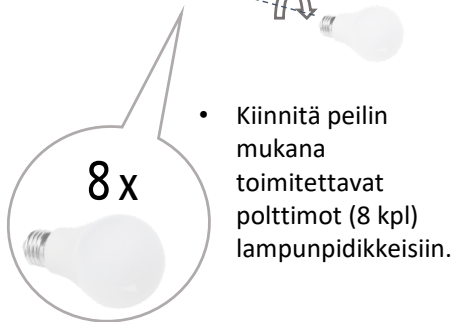 • Kiinnitä peilin
mukana
toimitettavat
polttimot (8 kpl)
lampunpidikkeisiin.
8 x